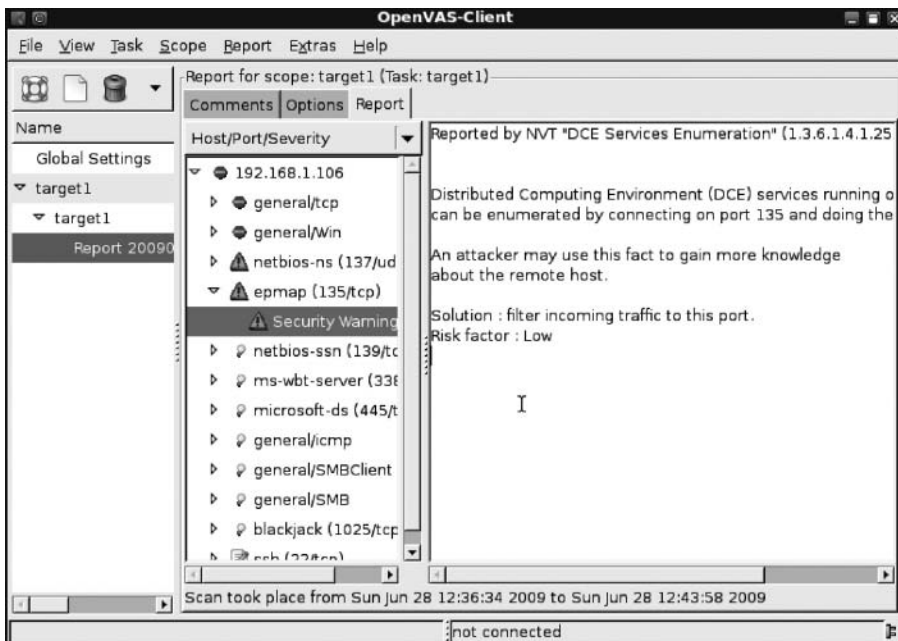 OpenVAS-Client
File View Task Scope Report Extras Help
Report for scope: target1 (Task: target1)
Comments Options Report
Name
Global Settings
target1
target1
Report 20090
Host/Port/Severity
192.168.1.106
general/tcp
general/Win
netbios-ns (137/ud
epmap (135/tcp)
Security Warning
netbios-ssn (139/tc
ms-wbt-server (338
microsoft-ds (445/t
general/icmp
general/SMBClient
general/SMB
blackjack (1025/tcp
ssh (22/tcp)
Reported by NVT "DCE Services Enumeration" (1.3.6.1.4.1.25
Distributed Computing Environment (DCE) services running o
can be enumerated by connecting on port 135 and doing the
An attacker may use this fact to gain more knowledge
about the remote host.
Solution : filter incoming traffic to this port.
Risk factor : Low
Scan took place from Sun Jun 28 12:36:34 2009 to Sun Jun 28 12:43:58 2009
not connected